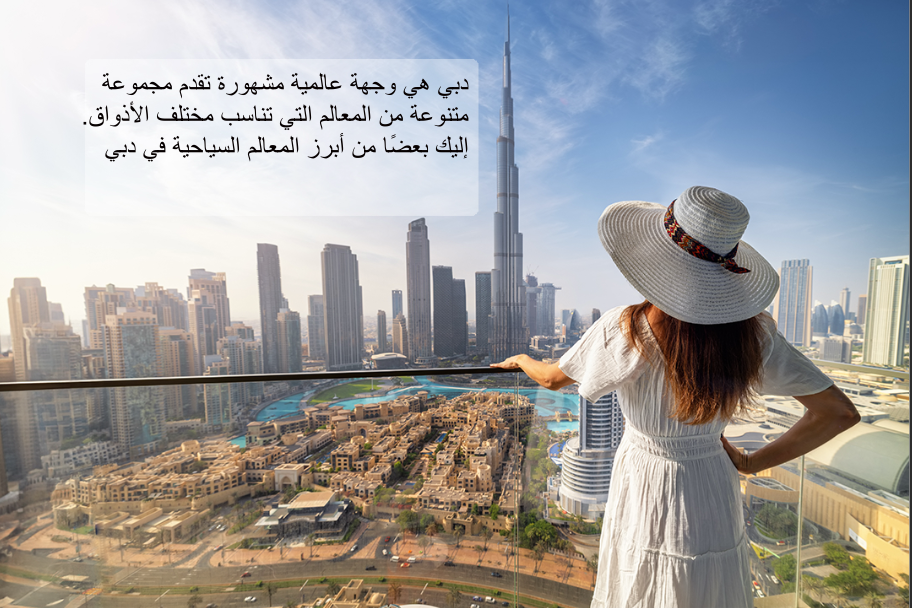 دبي هي وجهة عالمية مشهورة تقدم مجموعة
متنوعة من المعالم التي تناسب مختلف الأذواق.
إليك بعضًا من أبرز المعالم السياحية في دبي